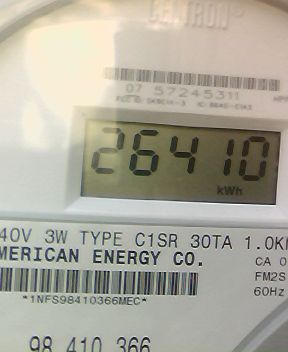 CENTRON®
07 57245311
26410
kWh
40V 3W TYPE C1SR 30TA 1.0K
MERICAN ENERGY CO.
CA 0
FM2S
60Hz
*1NFS98410366MEC*
98 410 366